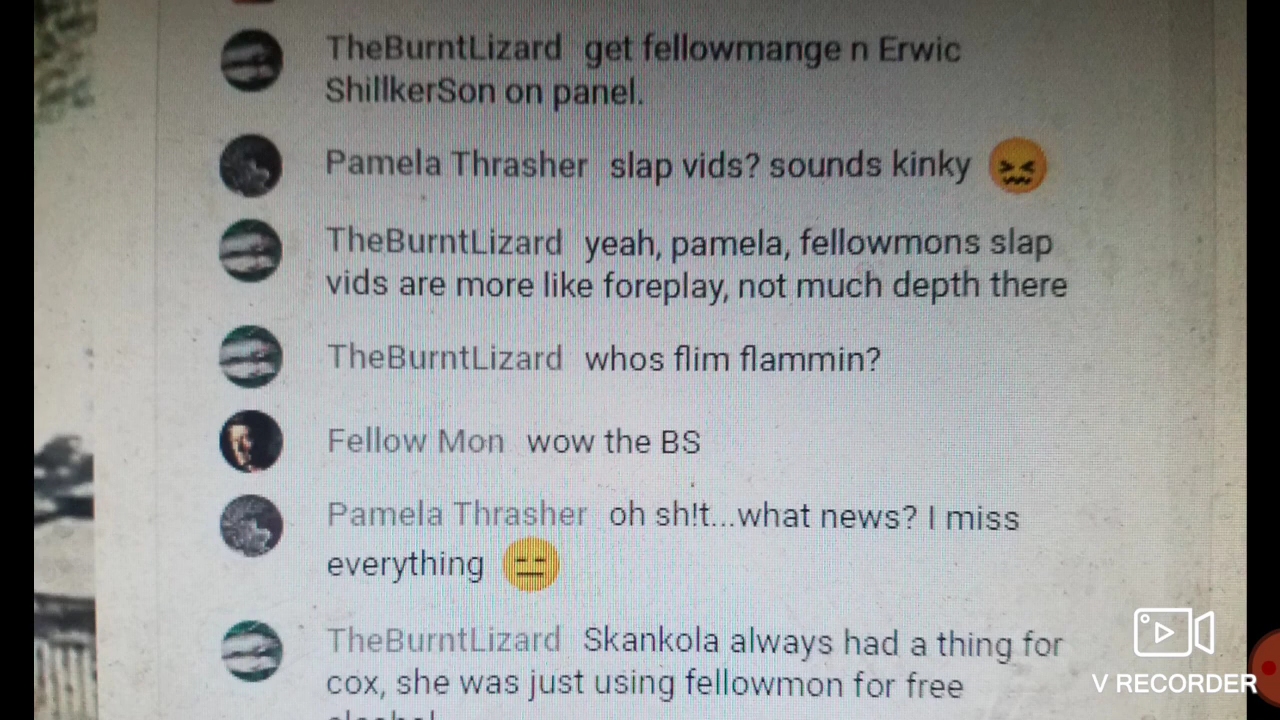 TheBurntLizard get fellowmange n Erwic
ShillkerSon on panel.
Pamela Thrasher slap vids? sounds kinky
TheBurntLizard yeah, pamela, fellowmons slap
vids are more like foreplay, not much depth there
TheBurntLizard whos flim flammin?
Fellow Mon wow the BS
Pamela Thrasher oh sh!t...what news? I miss
everything
TheBurntLizard Skankola always had a thing for
cox, she was just using fellowmon for free
V RECORDER